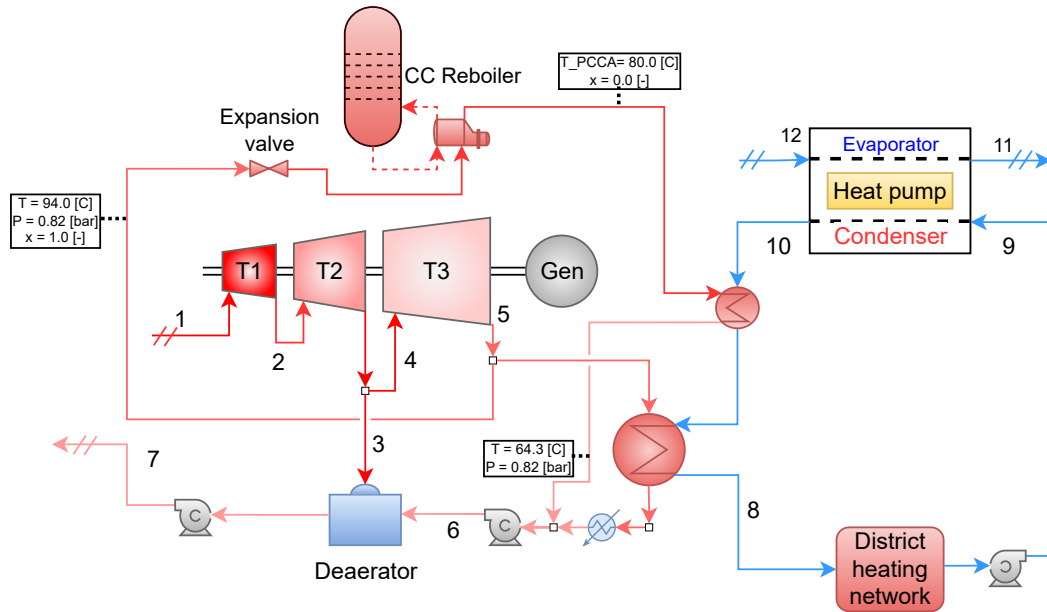 T_PCCA= 80.0 [C]
x = 0.0 [-]
CC Reboiler
Expansion
valve
12
Evaporator
11
Heat pump
Condenser
10
9
T = 94.0 [C]
P = 0.82 [bar]
x = 1.0 [-]
T1
T2
T3
Gen
1
2
4
5
3
T = 64.3 [C]
P = 0.82 [bar]
7
C
6
C
8
Deaerator
District
heating
network
C